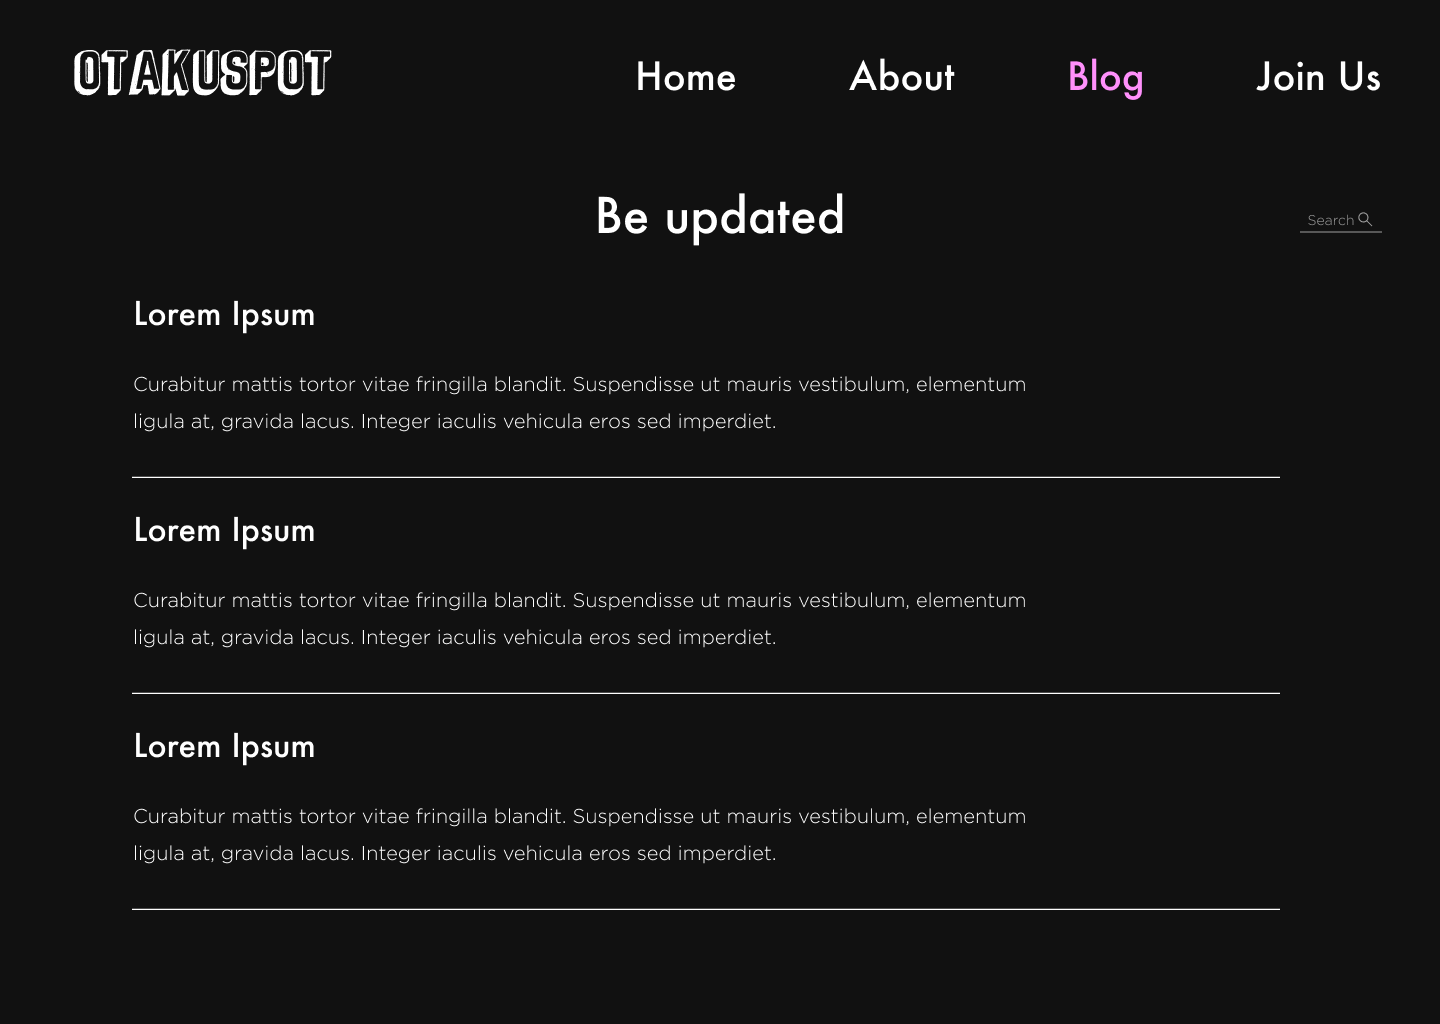 OTAKUSPOT
Home About Blog Join Us
Be updated
Search
Lorem Ipsum
Curabitur mattis tortor vitae fringilla blandit. Suspendisse ut mauris vestibulum, elementum
ligula at, gravida lacus. Integer iaculis vehicula eros sed imperdiet.
Lorem Ipsum
Curabitur mattis tortor vitae fringilla blandit. Suspendisse ut mauris vestibulum, elementum
ligula at, gravida lacus. Integer iaculis vehicula eros sed imperdiet.
Lorem Ipsum
Curabitur mattis tortor vitae fringilla blandit. Suspendisse ut mauris vestibulum, elementum
ligula at, gravida lacus. Integer iaculis vehicula eros sed imperdiet.